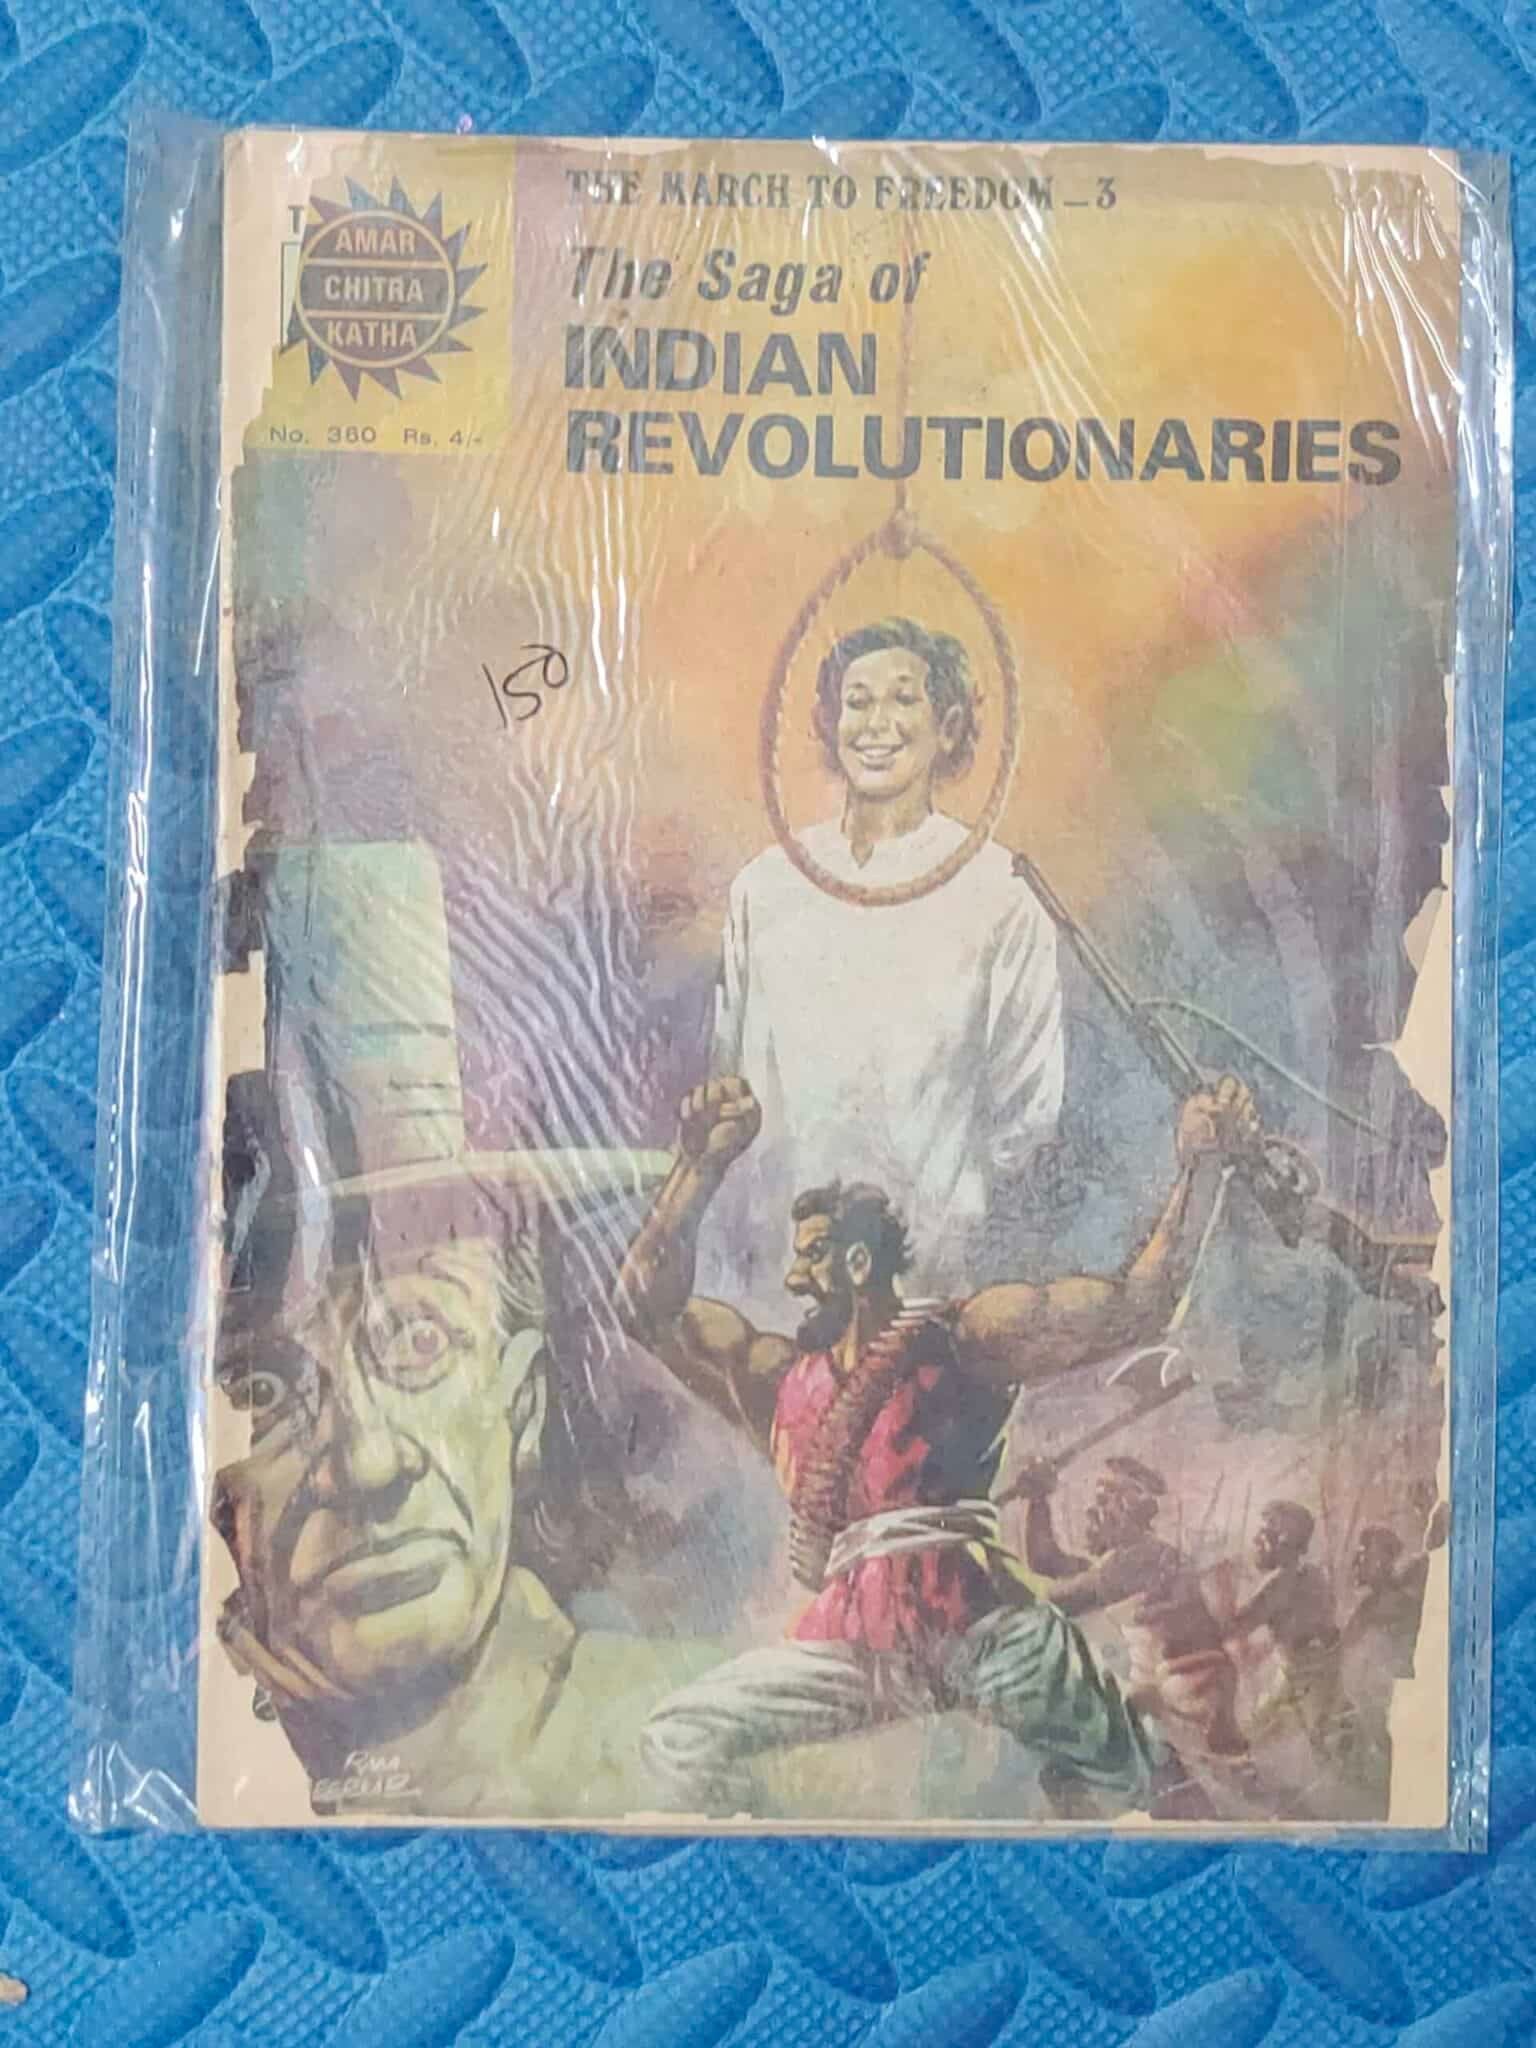 THE MARCH TO FREEDOM - 3
T
AMAR
CHITRA
KATHA
The Saga of
INDIAN
REVOLUTIONARIES
No. 360 Rs. 4/-
150